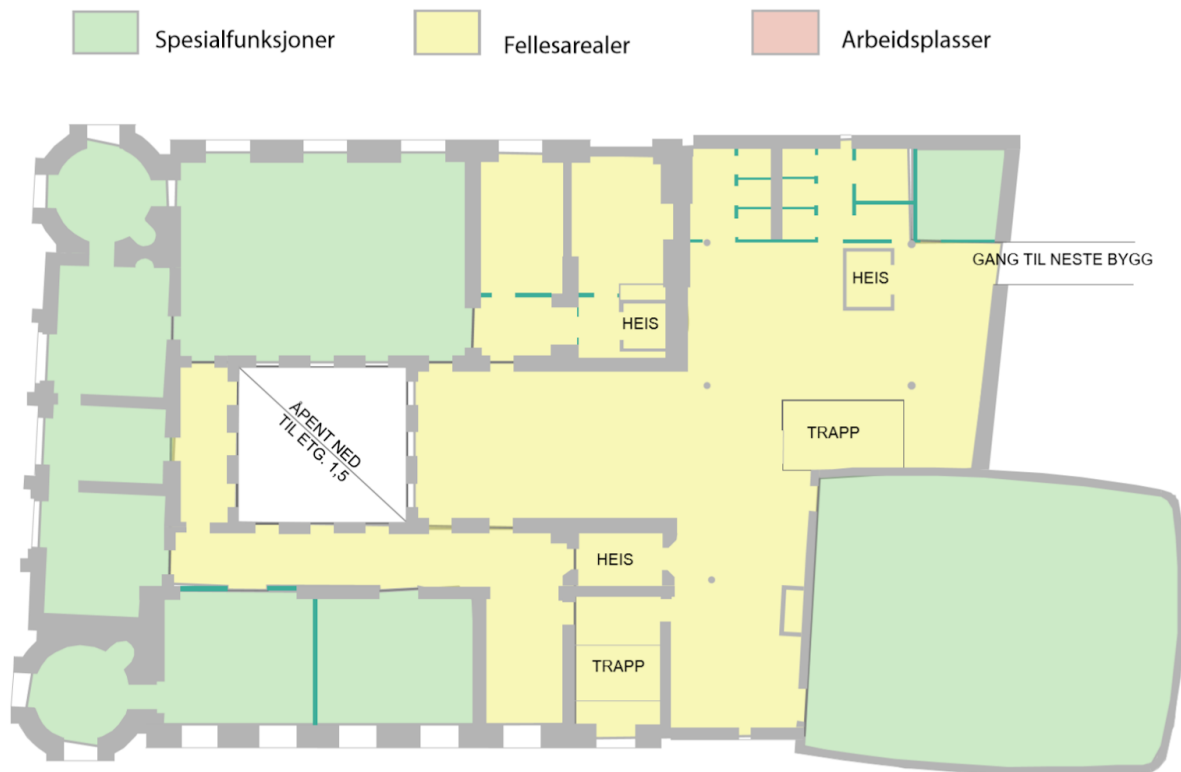 Spesialfunksjoner
Fellesarealer
Arbeidsplasser
GANG TIL NESTE BYGG
HEIS
HEIS
ÅPENT NED
TIL ETG. 1,5
TRAPP
HEIS
TRAPP